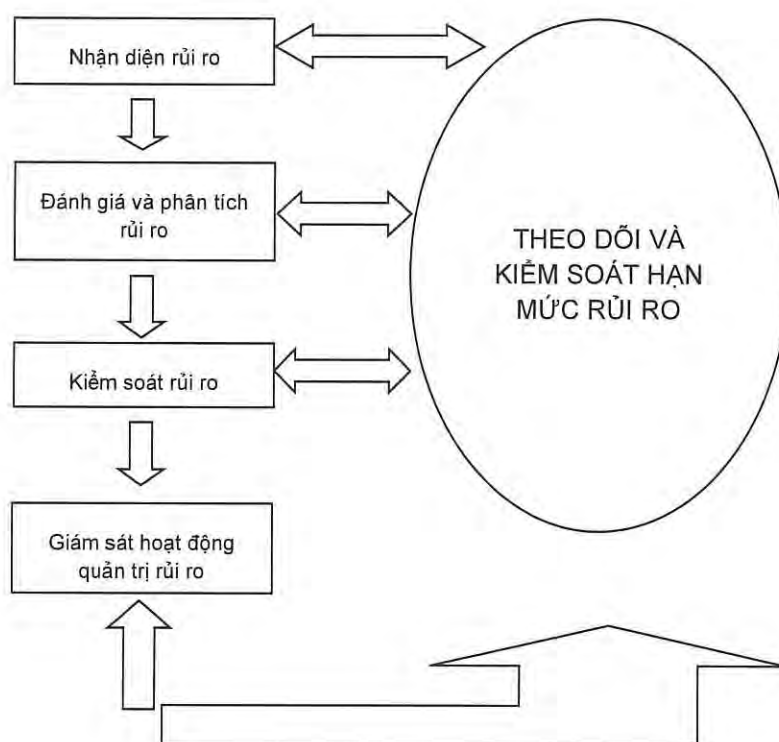 Nhận diện rủi ro
Đánh giá và phân tích
rủi ro
Kiểm soát rủi ro
Giám sát hoạt động
quản trị rủi ro
THEO DÕI VÀ
KIỂM SOÁT HẠN
MỨC RỦI RO